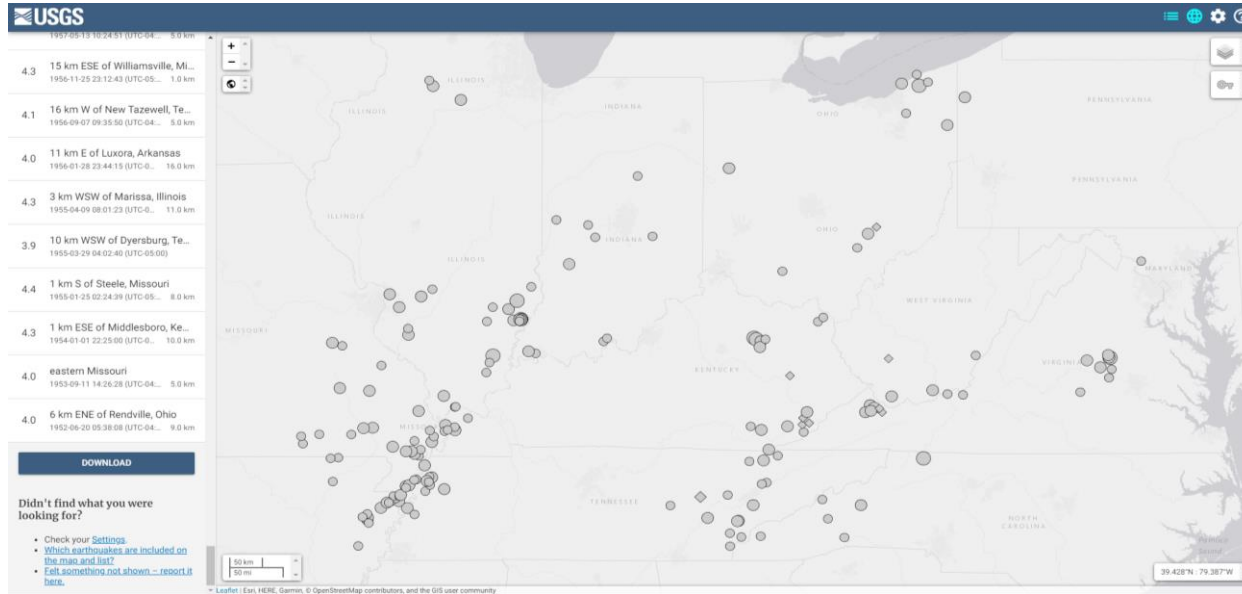 USGS
1957-05-13 10:24:51 (UTC-04:... 5.0 km
4.3
15 km ESE of Williamsville, Mi...
1956-11-25 23:12:43 (UTC-05:... 1.0 km
4.1
16 km W of New Tazewell, Te...
1956-09-07 09:35:50 (UTC-04:... 5.0 km
4.0
11 km E of Luxora, Arkansas
1956-01-28 23:44:15 (UTC-0... 16.0 km
4.3
3 km WSW of Marissa, Illinois
1955-04-09 08:01:23 (UTC-0... 11.0 km
3.9
10 km WSW of Dyersburg, Te...
1955-03-29 04:02:40 (UTC-05:00)
4.4
1 km S of Steele, Missouri
1955-01-25 02:24:39 (UTC-05:... 8.0 km
4.3
1 km ESE of Middlesboro, Ke...
1954-01-01 22:25:00 (UTC-0... 10.0 km
4.0
eastern Missouri
1953-09-11 14:26:28 (UTC-04:... 5.0 km
4.0
6 km ENE of Rendville, Ohio
1952-06-20 05:38:08 (UTC-04:... 9.0 km
DOWNLOAD
Didn't find what you were
looking for?
Check your Settings.
Which earthquakes are included on
the map and list?
Felt something not shown – report it
here.
+
−
ILLINOIS
ILLINOIS
INDIANA
OHIO
PENNSYLVANIA
PENNSYLVANIA
ILLINOIS
INDIANA
OHIO
ILLINOIS
MARYLAND
WEST VIRGINIA
MISSOURI
KENTUCKY
VIRGINIA
TENNESSEE
NORTH
CAROLINA
Pamlico
Sound
50 km
50 mi
39.428°N : 79.387°W
Leaflet | Esri, HERE, Garmin, © OpenStreetMap contributors, and the GIS user community